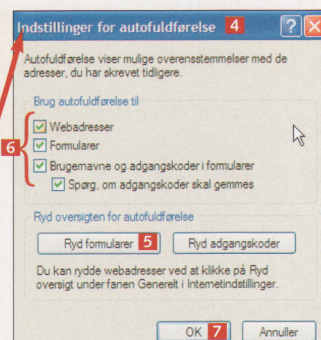 Indstillinger for autofuldførelse 4
Autofuldførelse viser mulige overensstemmelser med de
adresser, du har skrevet tidligere.
Brug autofuldførelse til
Webadresser
6 Formularer
Brugernavne og adgangskoder i formularer
Spørg, om adgangskoder skal gemmes
Ryd oversigten for autofuldførelse
Ryd formularer 5 Ryd adgangskoder
Du kan rydde webadresser ved at klikke på Ryd
oversigt under fanen Generelt i Internetindstillinger.
OK 7 Annuller